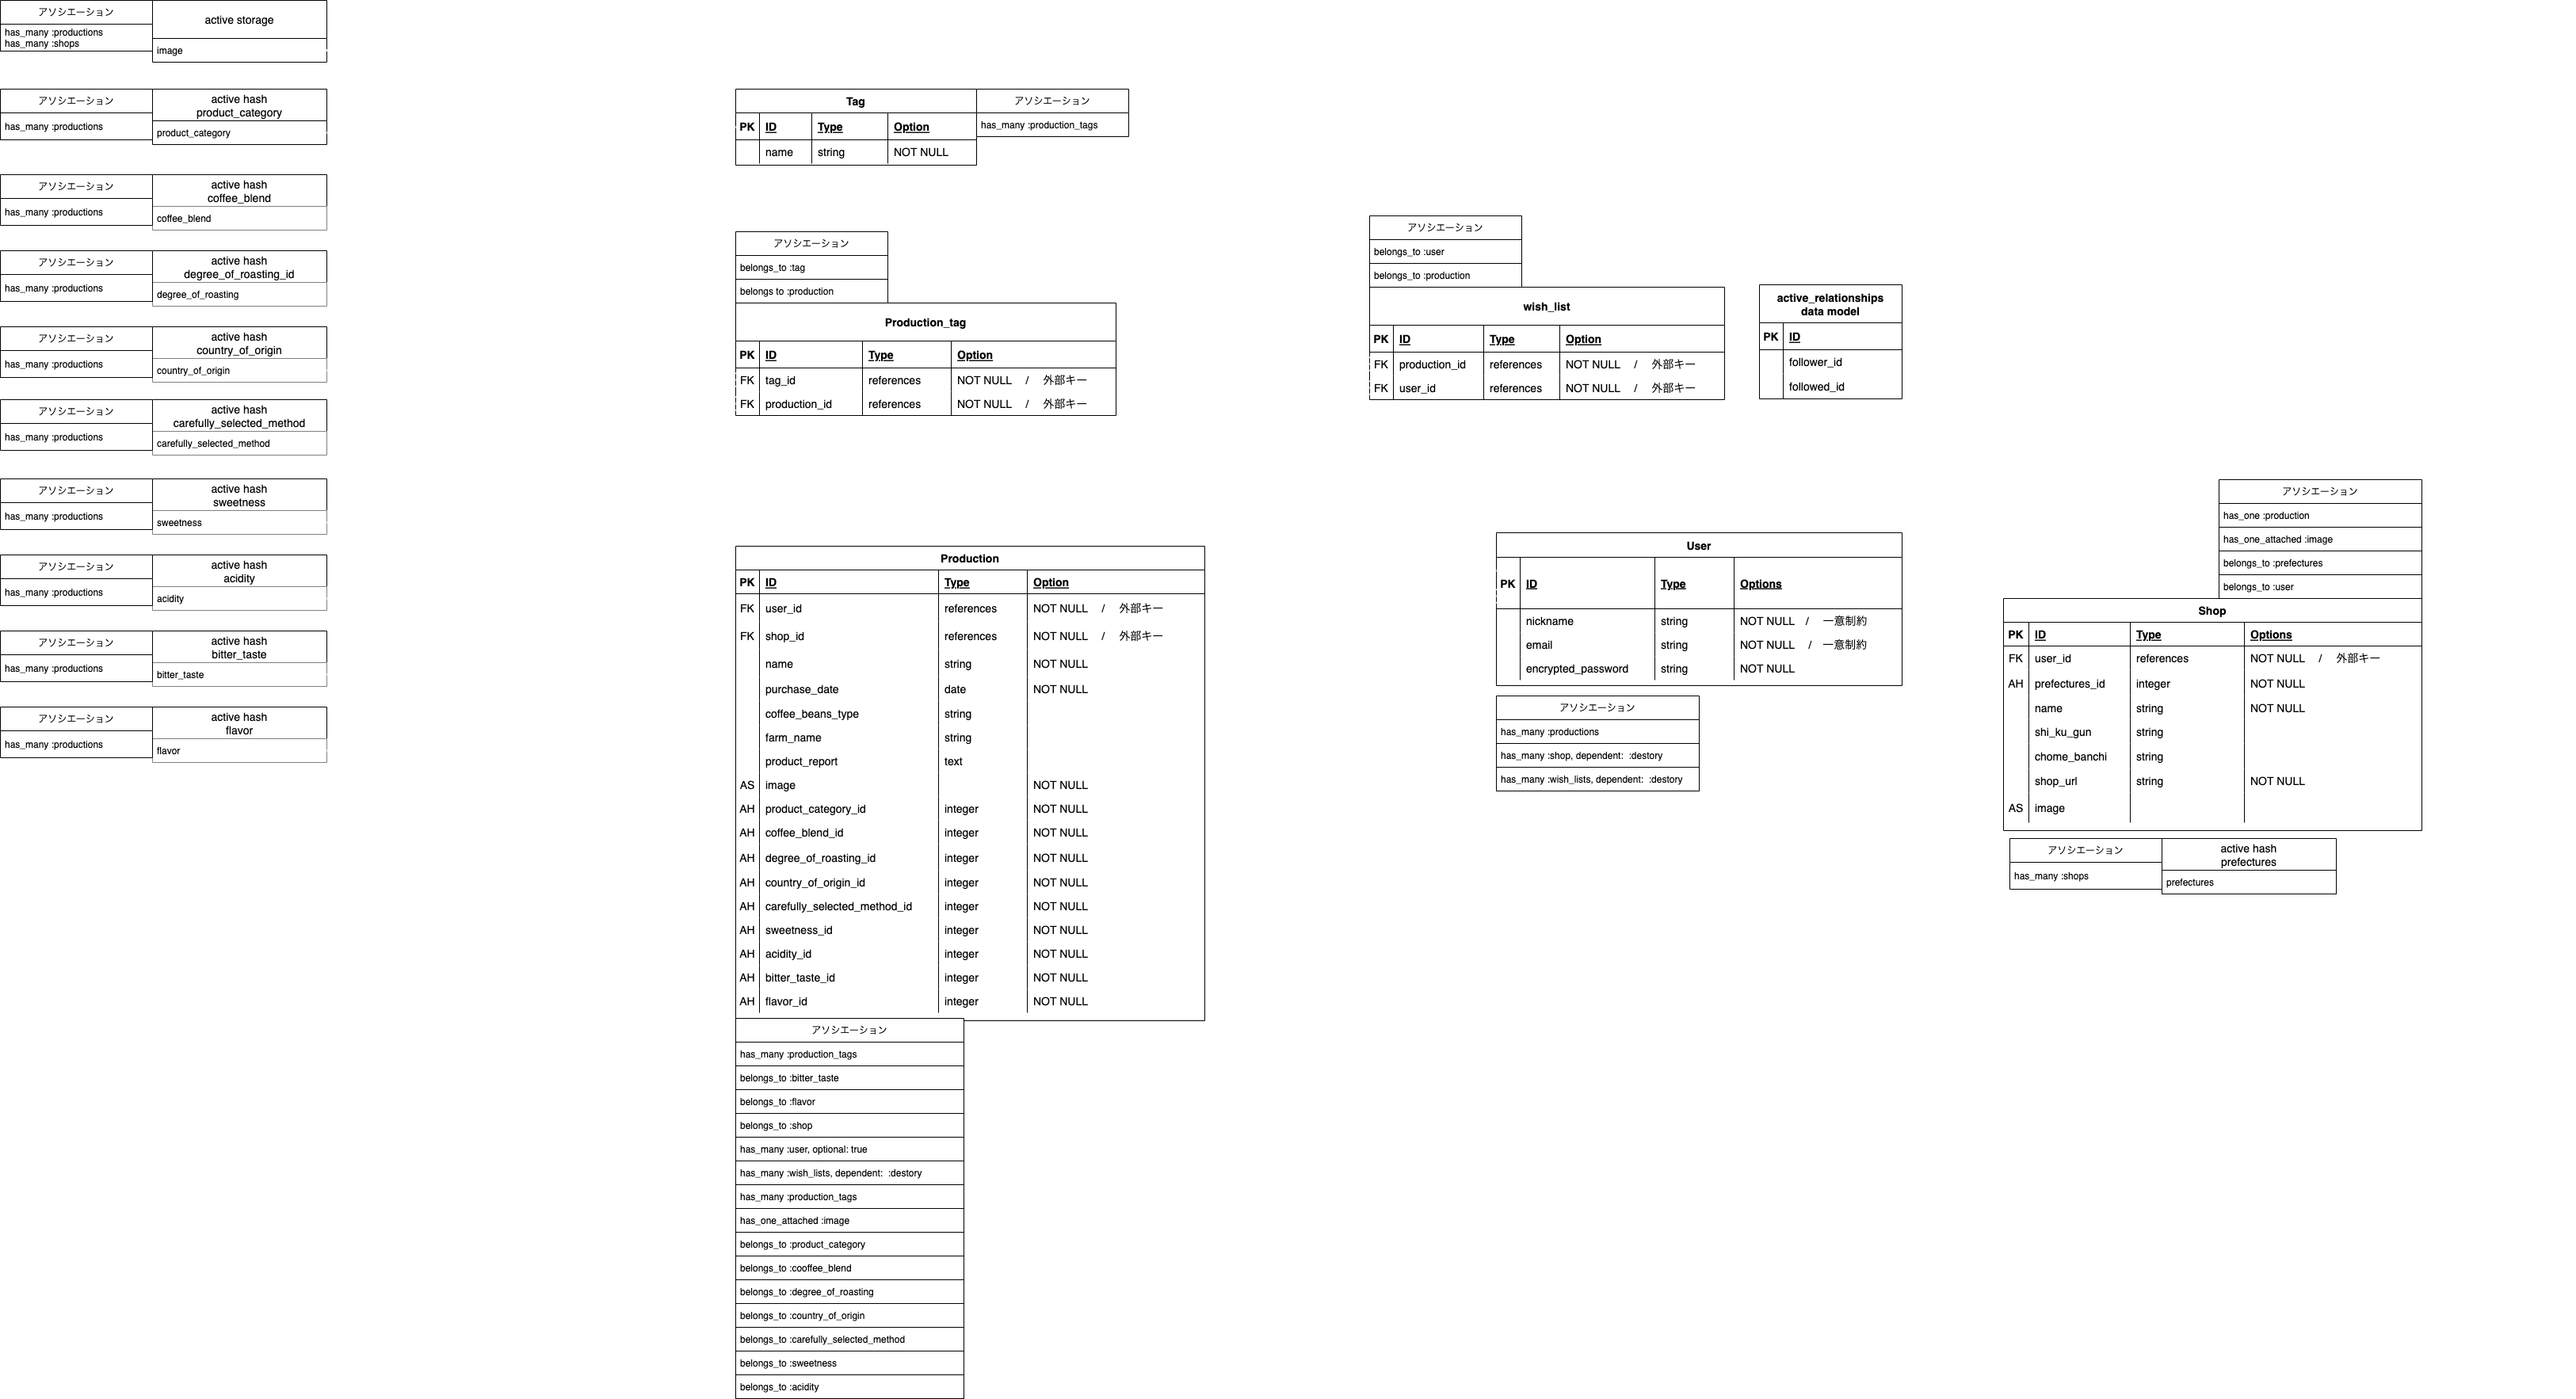 アソシエーション
has_many :productions
has_many :shops
active storage
image
アソシエーション
has_many :productions
active hash
product_category
product_category
アソシエーション
has_many :productions
active hash
coffee_blend
coffee_blend
アソシエーション
has_many :productions
active hash
degree_of_roasting_id
degree_of_roasting
アソシエーション
has_many :productions
active hash
country_of_origin
country_of_origin
アソシエーション
has_many :productions
active hash
carefully_selected_method
carefully_selected_method
アソシエーション
has_many :productions
active hash
sweetness
sweetness
アソシエーション
has_many :productions
active hash
acidity
acidity
アソシエーション
has_many :productions
active hash
bitter_taste
bitter_taste
アソシエーション
has_many :productions
active hash
flavor
flavor
Tag
PK ID Type Option
name string NOT NULL
アソシエーション
has_many :production_tags
アソシエーション
belongs_to :tag
belongs to :production
Production_tag
PK ID Type Option
FK tag_id references NOT NULL / 外部キー
FK production_id references NOT NULL / 外部キー
Production
PK ID Type Option
FK user_id references NOT NULL / 外部キー
FK shop_id references NOT NULL / 外部キー
name string NOT NULL
purchase_date date NOT NULL
coffee_beans_type string
farm_name string
product_report text
AS image NOT NULL
AH product_category_id integer NOT NULL
AH coffee_blend_id integer NOT NULL
AH degree_of_roasting_id integer NOT NULL
AH country_of_origin_id integer NOT NULL
AH carefully_selected_method_id integer NOT NULL
AH sweetness_id integer NOT NULL
AH acidity_id integer NOT NULL
AH bitter_taste_id integer NOT NULL
AH flavor_id integer NOT NULL
アソシエーション
has_many :production_tags
belongs_to :bitter_taste
belongs_to :flavor
belongs_to :shop
has_many :user, optional: true
has_many :wish_lists, dependent: :destory
has_many :production_tags
has_one_attached :image
belongs_to :product_category
belongs_to :cooffee_blend
belongs_to :degree_of_roasting
belongs_to :country_of_origin
belongs_to :carefully_selected_method
belongs_to :sweetness
belongs_to :acidity
アソシエーション
belongs_to :user
belongs_to :production
wish_list
PK ID Type Option
FK production_id references NOT NULL / 外部キー
FK user_id references NOT NULL / 外部キー
active_relationships
data model
PK ID
follower_id
followed_id
User
PK ID Type Options
nickname string NOT NULL / 一意制約
email string NOT NULL / 一意制約
encrypted_password string NOT NULL
アソシエーション
has_many :productions
has_many :shop, dependent: :destory
has_many :wish_lists, dependent: :destory
アソシエーション
has_one :production
has_one_attached :image
belongs_to :prefectures
belongs_to :user
Shop
PK ID Type Options
FK user_id references NOT NULL / 外部キー
AH prefectures_id integer NOT NULL
name string NOT NULL
shi_ku_gun string
chome_banchi string
shop_url string NOT NULL
AS image
アソシエーション
has_many :shops
active hash
prefectures
prefectures